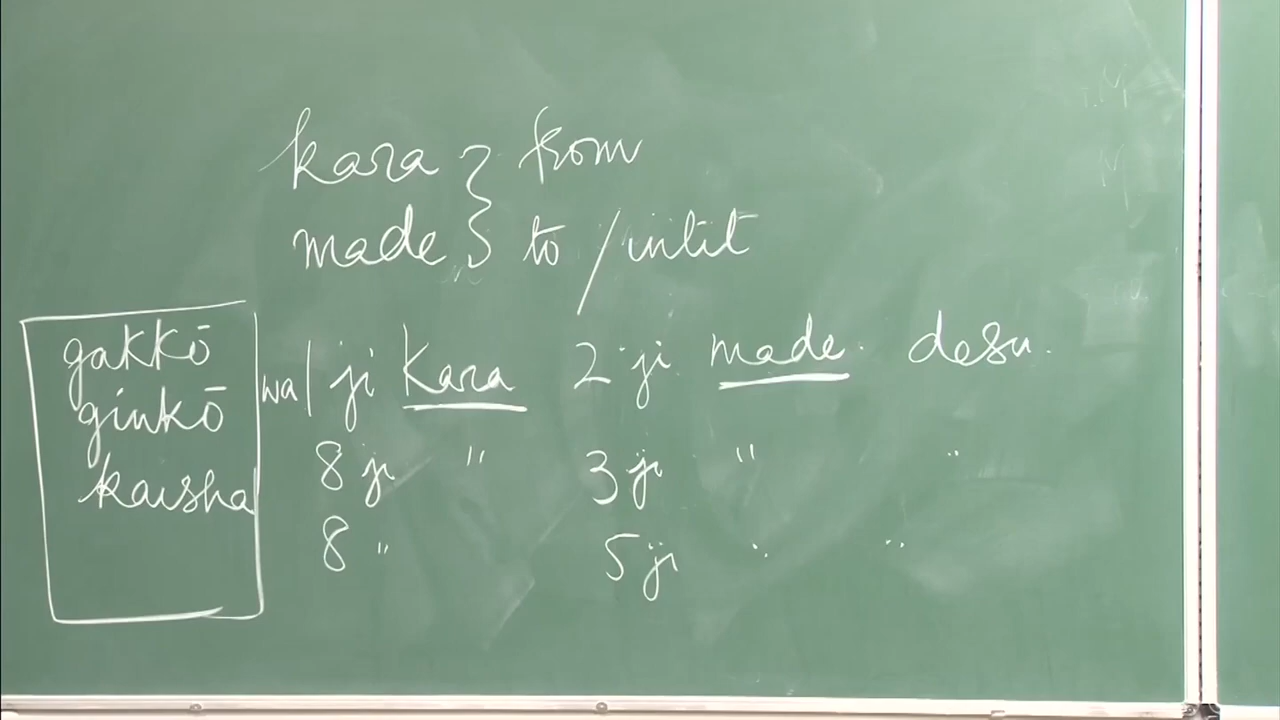 kara } from
made } to / intil
gakkō wa 1 ji kara 2 ji made desu.
ginkō 8 ji " 3 ji " "
kaisha 8 " 5 ji " "